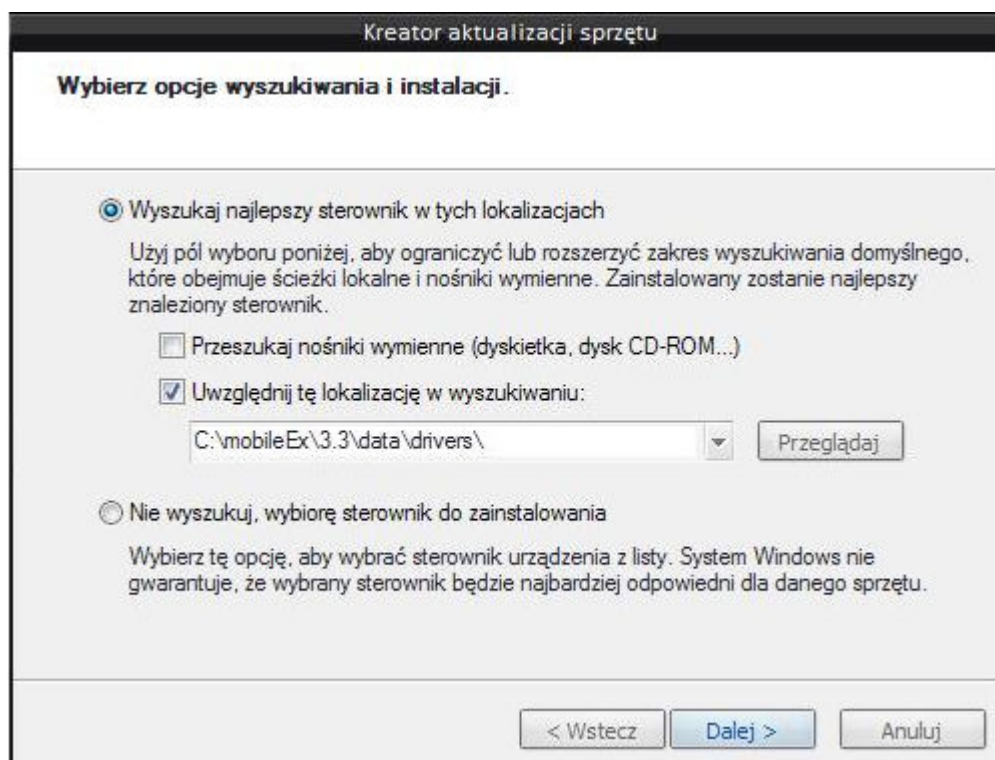 Kreator aktualizacji sprzętu
Wybierz opcje wyszukiwania i instalacji.
Wyszukaj najlepszy sterownik w tych lokalizacjach
Użyj pól wyboru poniżej, aby ograniczyć lub rozszerzyć zakres wyszukiwania domyślnego,
które obejmuje ścieżki lokalne i nośniki wymienne. Zainstalowany zostanie najlepszy
znaleziony sterownik.
Przeszukaj nośniki wymienne (dyskietka, dysk CD-ROM...)
Uwzględnij tę lokalizację w wyszukiwaniu:
C:\mobileEx\3.3\data\drivers\
Przeglądaj
Nie wyszukuj, wybiorę sterownik do zainstalowania
Wybierz tę opcję, aby wybrać sterownik urządzenia z listy. System Windows nie
gwarantuje, że wybrany sterownik będzie najbardziej odpowiedni dla danego sprzętu.
< Wstecz
Dalej >
Anuluj